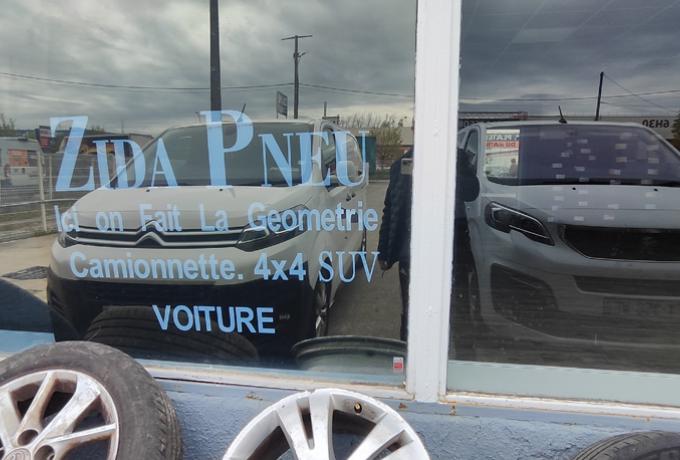 ZIDA PNEU
Ici on Fait La Geometrie
Camionnette. 4x4 SUV
VOITURE